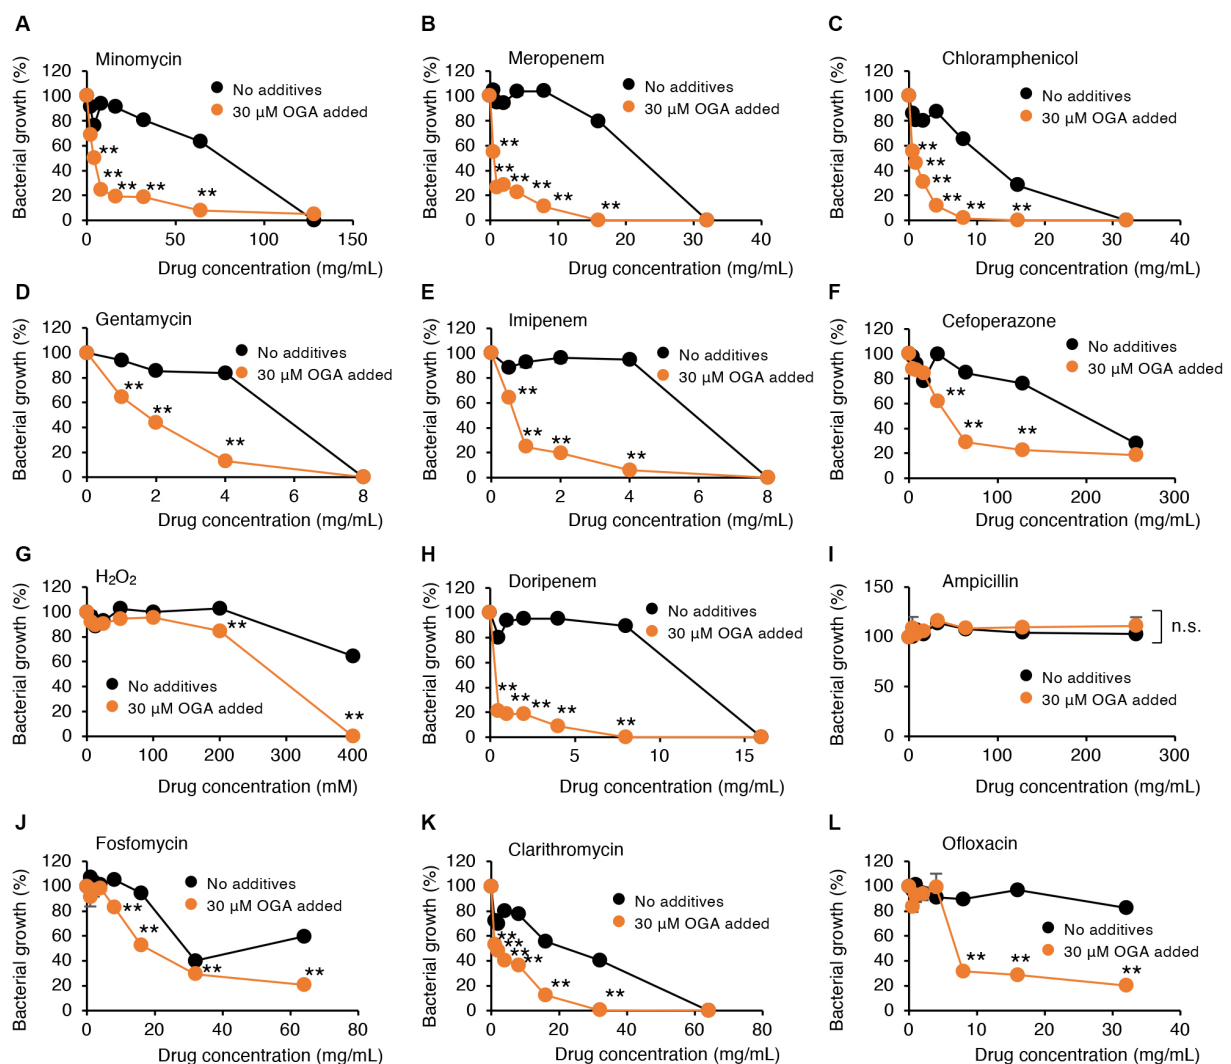 A
Minomycin
Bacterial growth (%)
120
100
80
60
40
20
0
No additives
30 μM OGA added
**
**
**
**
**
0 50 100 150
Drug concentration (mg/mL)
B
Meropenem
Bacterial growth (%)
120
100
80
60
40
20
0
No additives
30 μM OGA added
**
**
**
**
**
**
0 10 20 30 40
Drug concentration (mg/mL)
C
Chloramphenicol
Bacterial growth (%)
120
100
80
60
40
20
0
No additives
30 μM OGA added
**
**
**
**
**
**
0 10 20 30 40
Drug concentration (mg/mL)
D
Gentamycin
Bacterial growth (%)
120
100
80
60
40
20
0
No additives
30 μM OGA added
**
**
**
0 2 4 6 8
Drug concentration (mg/mL)
E
Imipenem
Bacterial growth (%)
120
100
80
60
40
20
0
No additives
30 μM OGA added
**
**
**
**
0 2 4 6 8
Drug concentration (mg/mL)
F
Cefoperazone
Bacterial growth (%)
120
100
80
60
40
20
0
No additives
30 μM OGA added
**
**
**
0 100 200 300
Drug concentration (mg/mL)
G
H₂O₂
Bacterial growth (%)
120
100
80
60
40
20
0
No additives
30 μM OGA added
**
**
0 100 200 300 400
Drug concentration (mM)
H
Doripenem
Bacterial growth (%)
120
100
80
60
40
20
0
No additives
30 μM OGA added
**
**
**
**
**
0 5 10 15
Drug concentration (mg/mL)
I
Ampicillin
Bacterial growth (%)
150
100
50
0
n.s.
No additives
30 μM OGA added
0 100 200 300
Drug concentration (mg/mL)
J
Fosfomycin
Bacterial growth (%)
120
100
80
60
40
20
0
No additives
30 μM OGA added
**
**
**
**
0 20 40 60 80
Drug concentration (mg/mL)
K
Clarithromycin
Bacterial growth (%)
120
100
80
60
40
20
0
No additives
30 μM OGA added
**
**
**
**
**
**
0 20 40 60 80
Drug concentration (mg/mL)
L
Ofloxacin
Bacterial growth (%)
120
100
80
60
40
20
0
No additives
30 μM OGA added
**
**
**
0 10 20 30 40
Drug concentration (mg/mL)